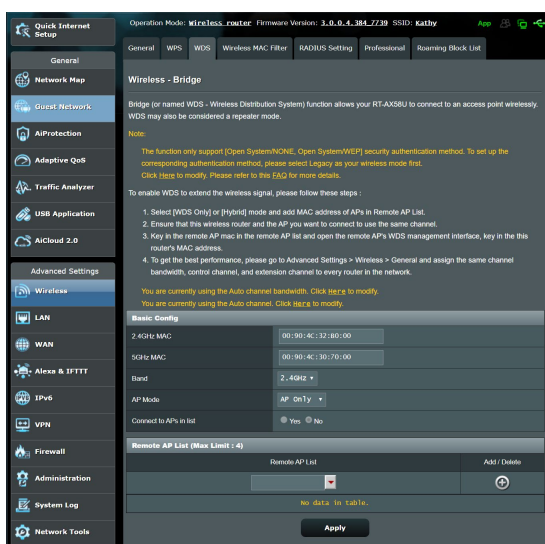 Quick Internet
Setup
Operation Mode: Wireless router Firmware Version: 3.0.0.4.384_7739 SSID: Kathy
App
General
WPS
WDS
Wireless MAC Filter
RADIUS Setting
Professional
Roaming Block List
General
Network Map
Guest Network
AiProtection
Adaptive QoS
Traffic Analyzer
USB Application
AiCloud 2.0
Advanced Settings
Wireless
LAN
WAN
Alexa & IFTTT
IPv6
VPN
Firewall
Administration
System Log
Network Tools
Wireless - Bridge
Bridge (or named WDS - Wireless Distribution System) function allows your RT-AX58U to connect to an access point wirelessly.
WDS may also be considered a repeater mode.
Note:
The function only support [Open System/NONE, Open System/WEP] security authentication method. To set up the
corresponding authentication method, please select Legacy as your wireless mode
first.
Click Here to modify. Please refer to this FAQ for more details.
To enable WDS to extend the wireless signal, please follow these steps :
1. Select [WDS Only] or [Hybrid] mode and add MAC address of APs in Remote AP
List.
2. Ensure that this wireless router and the AP you want to connect to use the same channel.
3. Key in the remote AP mac in the remote AP list and open the remote AP's WDS management interface, key in the this
router's MAC address.
4. To get the best performance, please go to Advanced Settings > Wireless > General and assign the same channel
bandwidth, control channel, and extension channel to every router in the network.
You are currently using the Auto channel bandwidth. Click Here to modify.
You are currently using the Auto channel. Click Here to modify.
Basic Config
2.4GHz MAC
00:90:4C:32:B0:00
5GHz MAC
00:90:4C:30:70:00
Band
2.4GHz
AP Mode
AP Only
Connect to APs in list
Yes No
Remote AP List (Max Limit : 4)
Remote AP List
Add / Delete
No data in table.
Apply